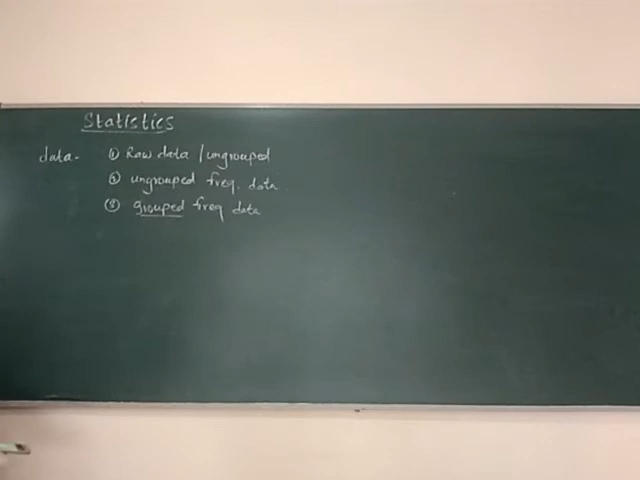 Statistics
data- ① Raw data / ungrouped
② ungrouped freq. data
③ grouped freq data